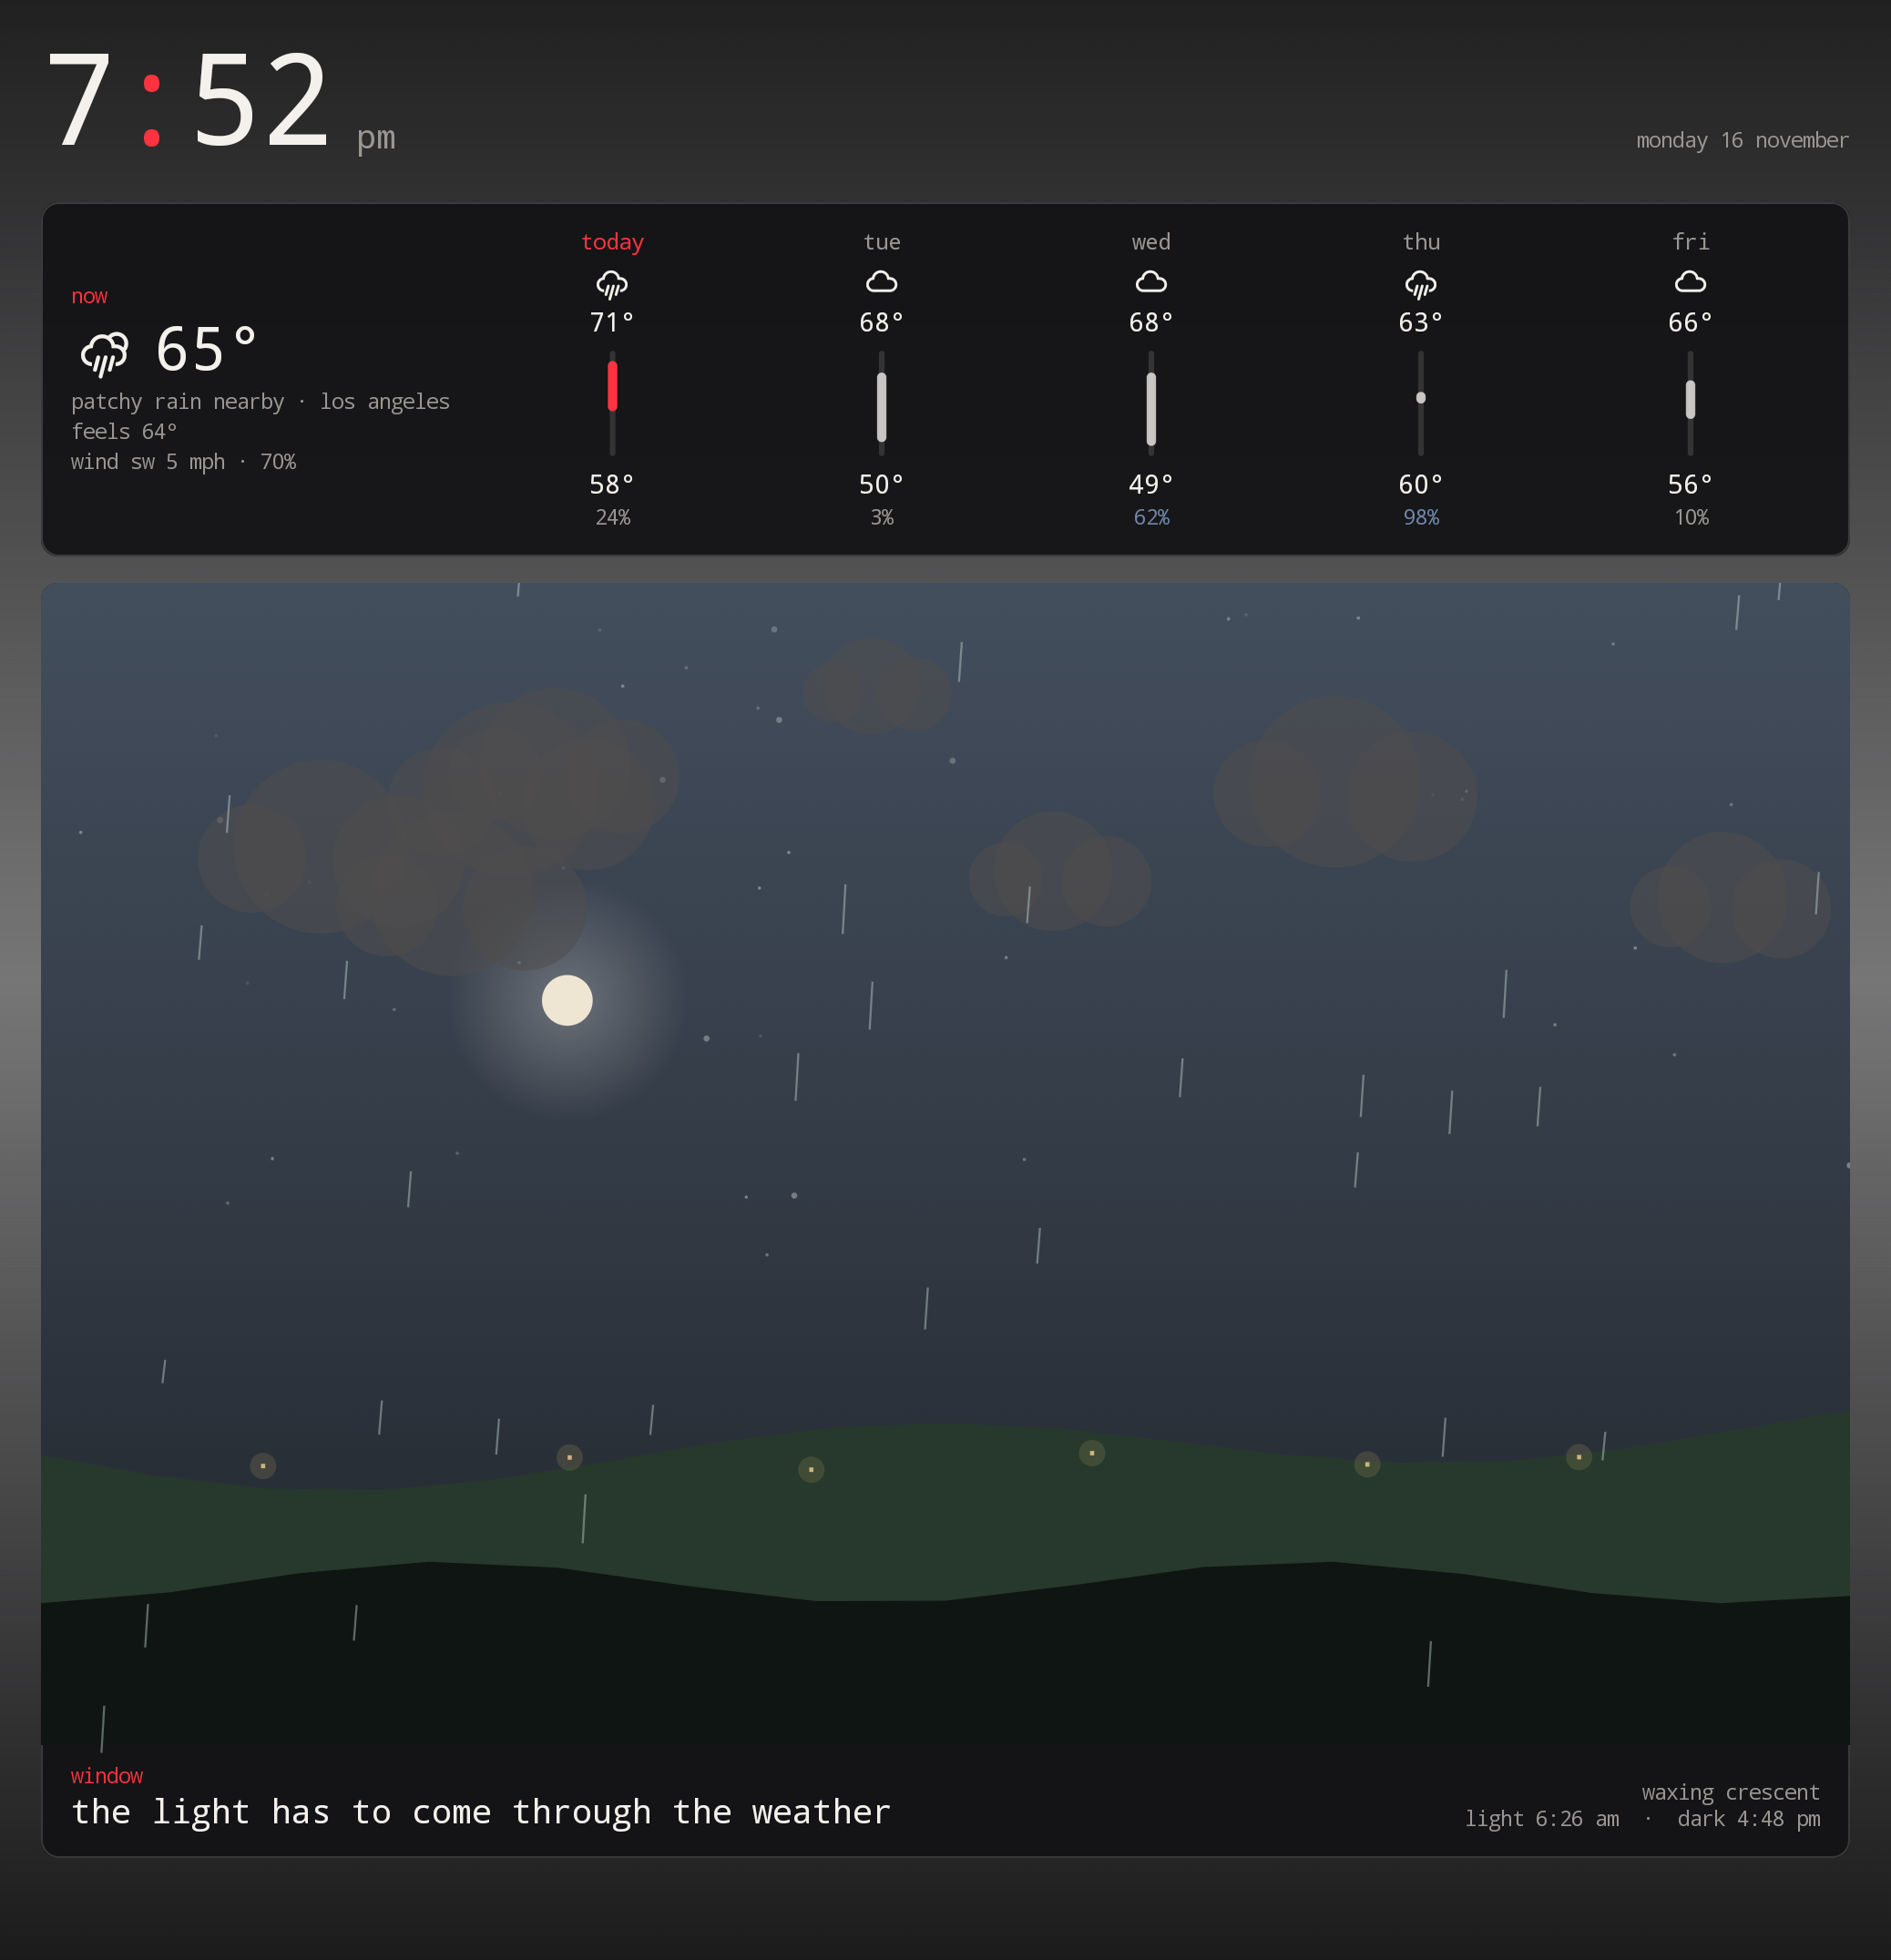 7:52 pm
monday 16 november
now
65°
patchy rain nearby · los angeles
feels 64°
wind sw 5 mph · 70%
today
71°
58°
24%
tue
68°
50°
3%
wed
68°
49°
62%
thu
63°
60°
98%
fri
66°
56°
10%
window
the light has to come through the weather
waxing crescent
light 6:26 am · dark 4:48 pm